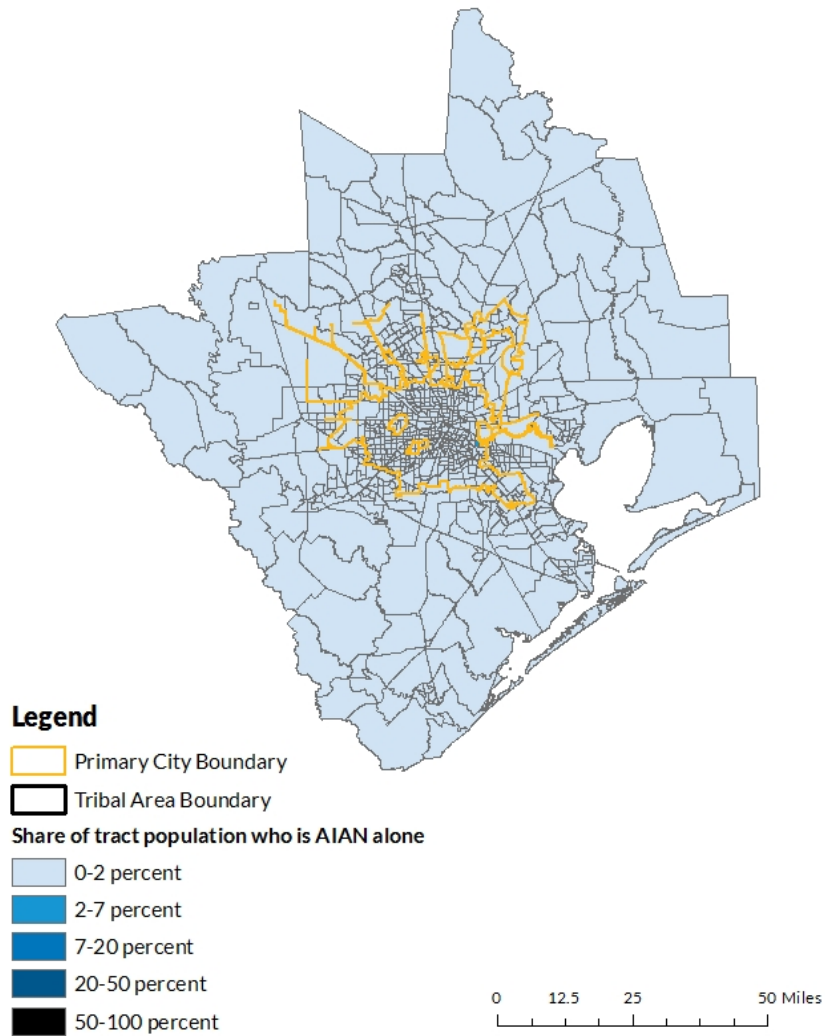 Legend
Primary City Boundary
Tribal Area Boundary
Share of tract population who is AIAN alone
0-2 percent
2-7 percent
7-20 percent
20-50 percent
50-100 percent
0 12.5 25 50 Miles